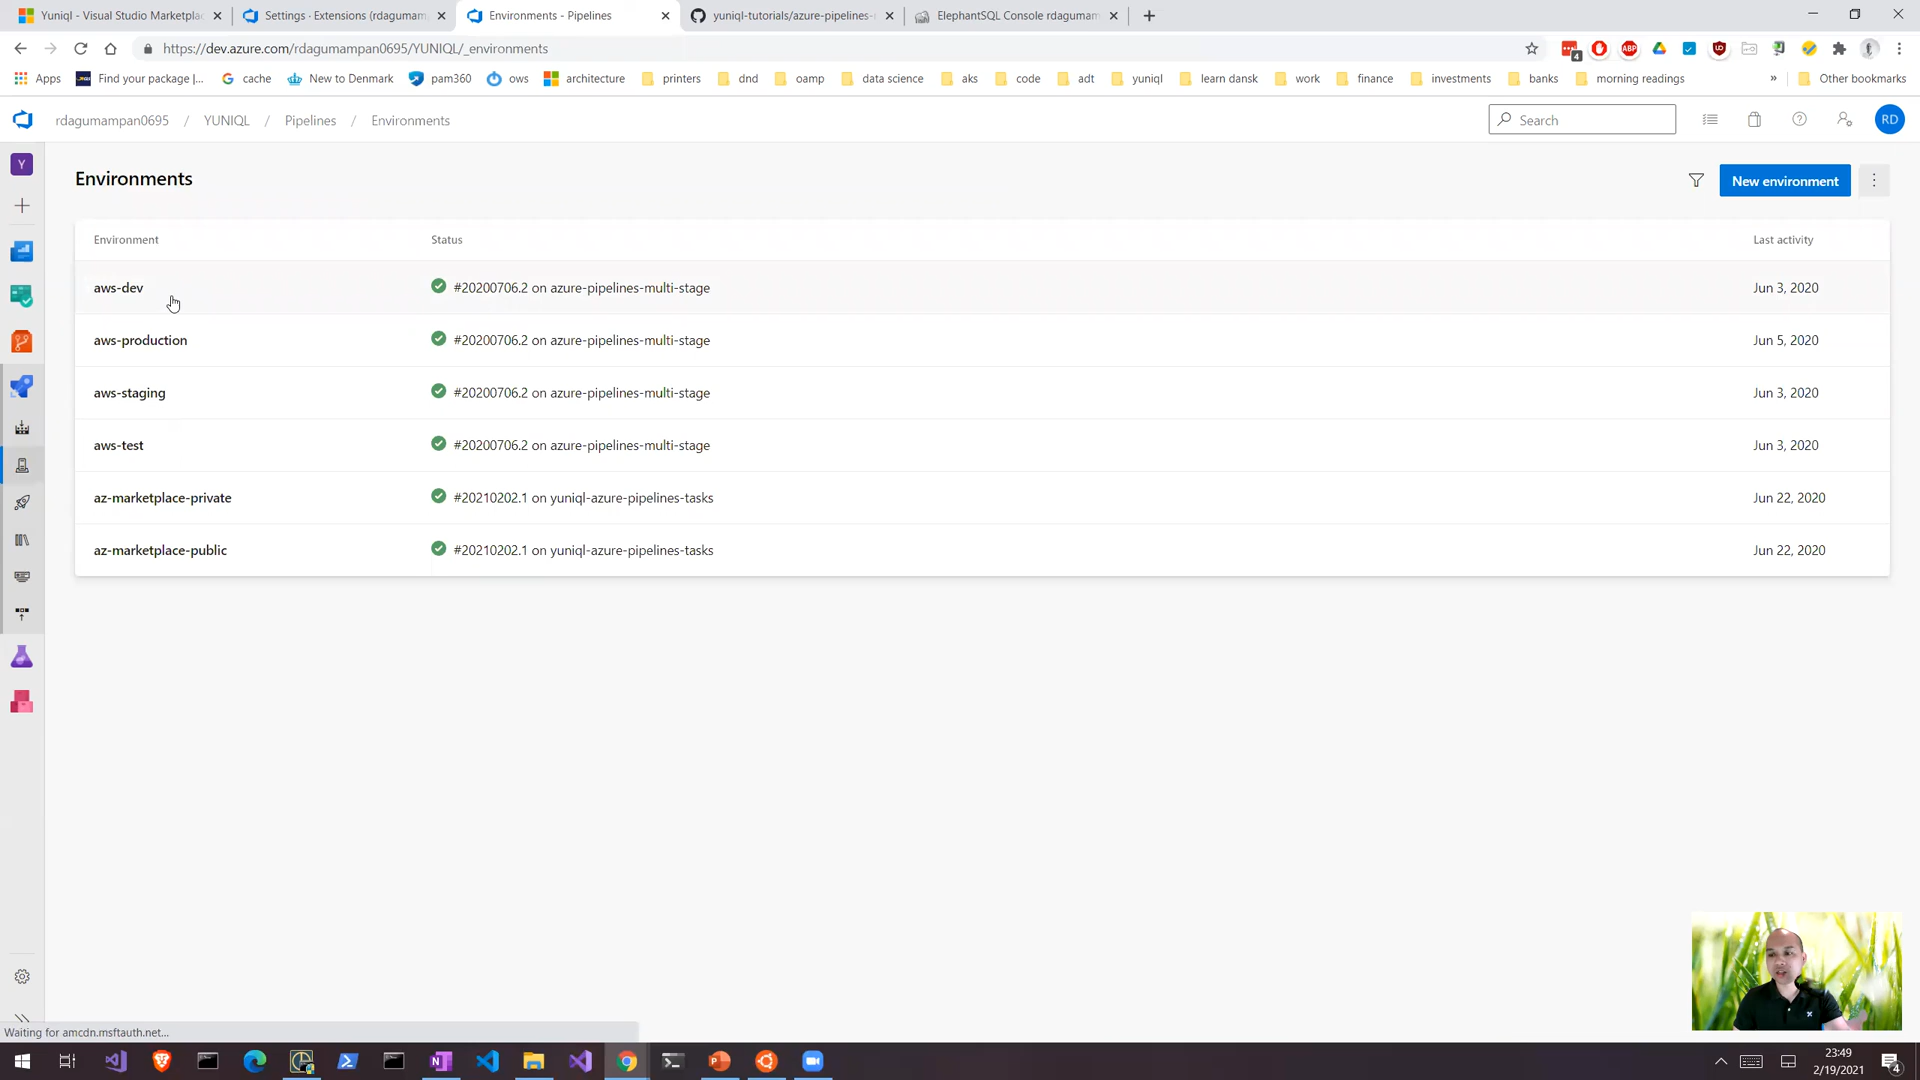 Yuniql - Visual Studio Marketplac
Settings · Extensions (rdagumam
Environments - Pipelines
yuniql-tutorials/azure-pipelines-
ElephantSQL Console rdagumam
https://dev.azure.com/rdagumampan0695/YUNIQL/_environments
4
ABP
Apps
Find your package |...
cache
New to Denmark
pam360
ows
architecture
printers
dnd
oamp
data science
aks
code
adt
yuniql
learn dansk
work
finance
investments
banks
morning readings
»
Other bookmarks
rdagumampan0695 / YUNIQL / Pipelines / Environments
Search
RD
Y
Environments
New environment
Environment Status Last activity
aws-dev #20200706.2 on azure-pipelines-multi-stage Jun 3, 2020
aws-production #20200706.2 on azure-pipelines-multi-stage Jun 5, 2020
aws-staging #20200706.2 on azure-pipelines-multi-stage Jun 3, 2020
aws-test #20200706.2 on azure-pipelines-multi-stage Jun 3, 2020
az-marketplace-private #20210202.1 on yuniql-azure-pipelines-tasks Jun 22, 2020
az-marketplace-public #20210202.1 on yuniql-azure-pipelines-tasks Jun 22, 2020
Waiting for amcdn.msftauth.net...
23:49
2/19/2021
4